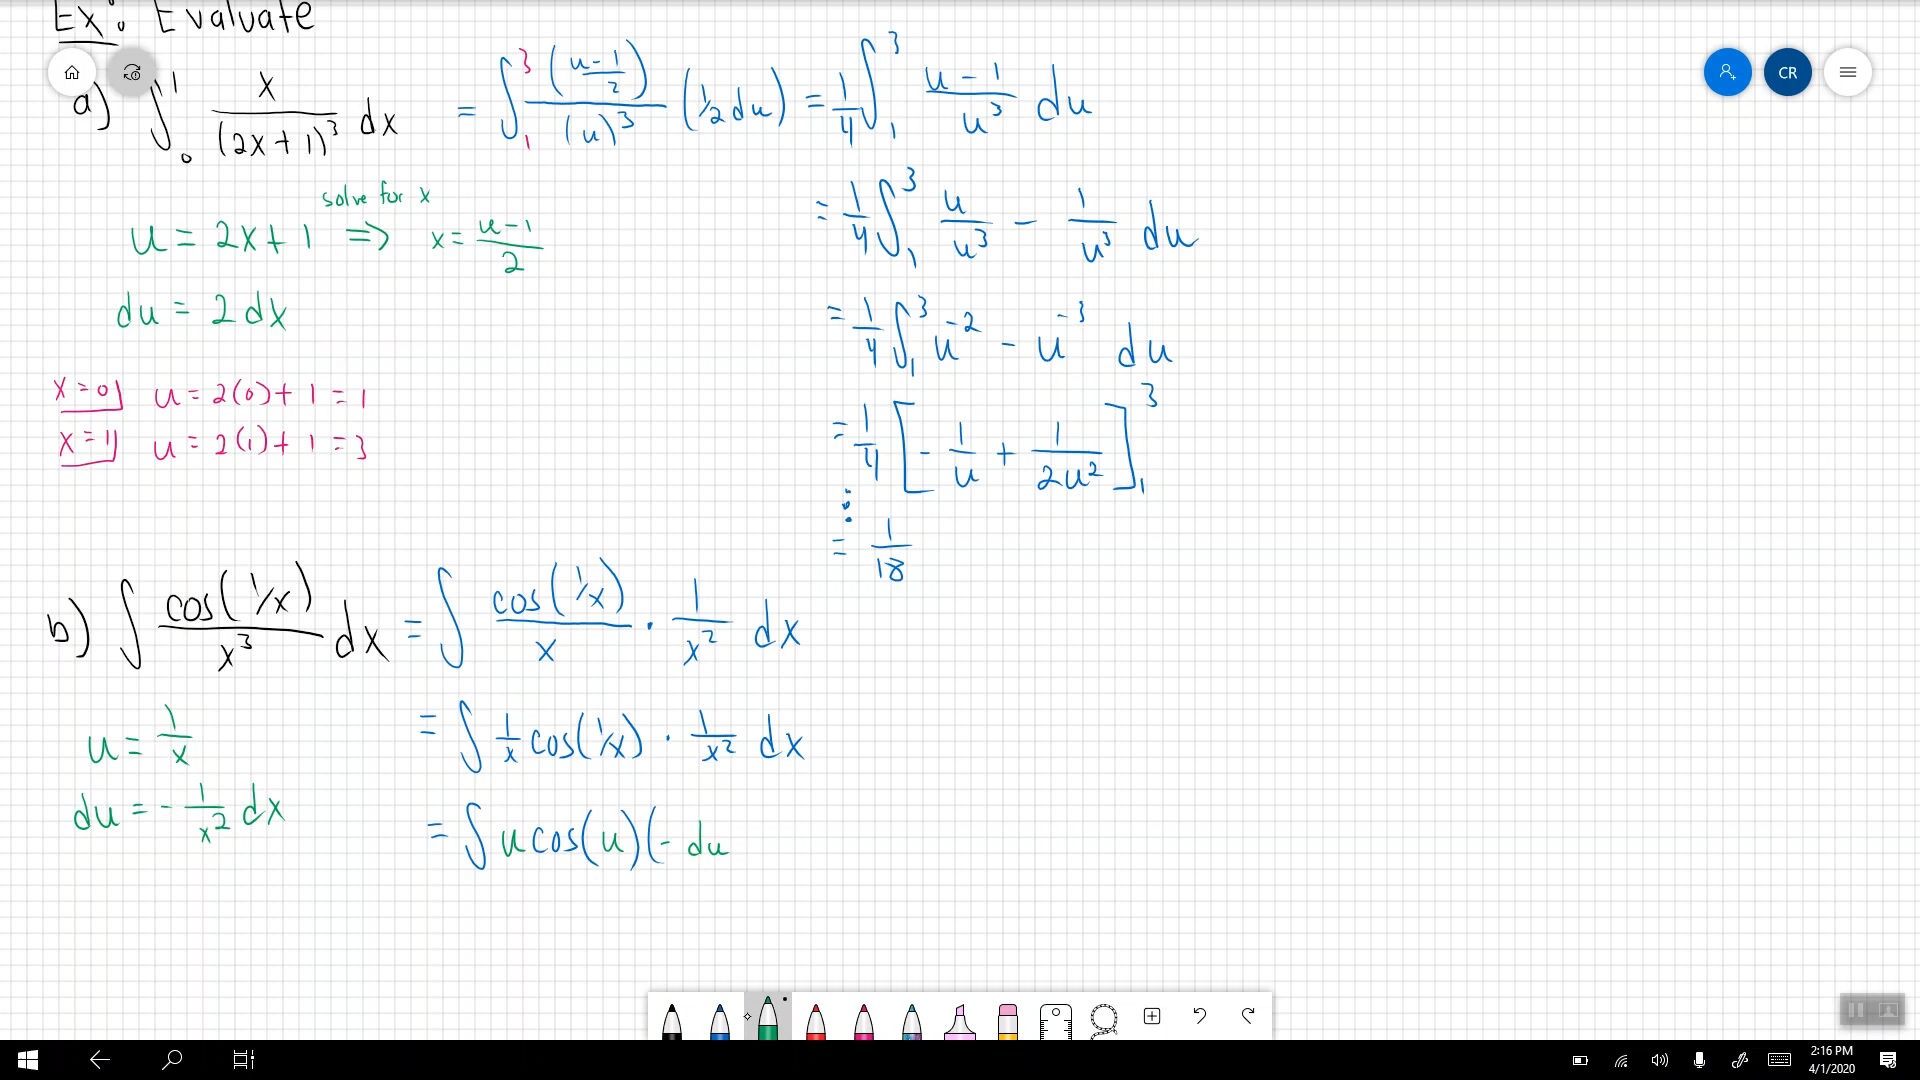 Ex: Evaluate
a) ∫₀¹ x/(2x+1)³ dx = ∫₁³ ((u-1)/2)/(u)³ (1/2 du) = 1/4 ∫₁³ (u-1)/u³ du
solve for x
u = 2x+1 ⇒ x = (u-1)/2
du = 2 dx
x=0 u = 2(0)+1 = 1
x=1 u = 2(1)+1 = 3
= 1/4 ∫₁³ u/u³ - 1/u³ du
= 1/4 ∫₁³ u⁻² - u⁻³ du
= 1/4 [-1/u + 1/(2u²)]₁³
⋮
= 1/18
b) ∫ cos(1/x)/x³ dx = ∫ cos(1/x)/x · 1/x² dx
u = 1/x
du = -1/x² dx
= ∫ 1/x cos(1/x) · 1/x² dx
= ∫ u cos(u)(- du
CR
2:16 PM
4/1/2020